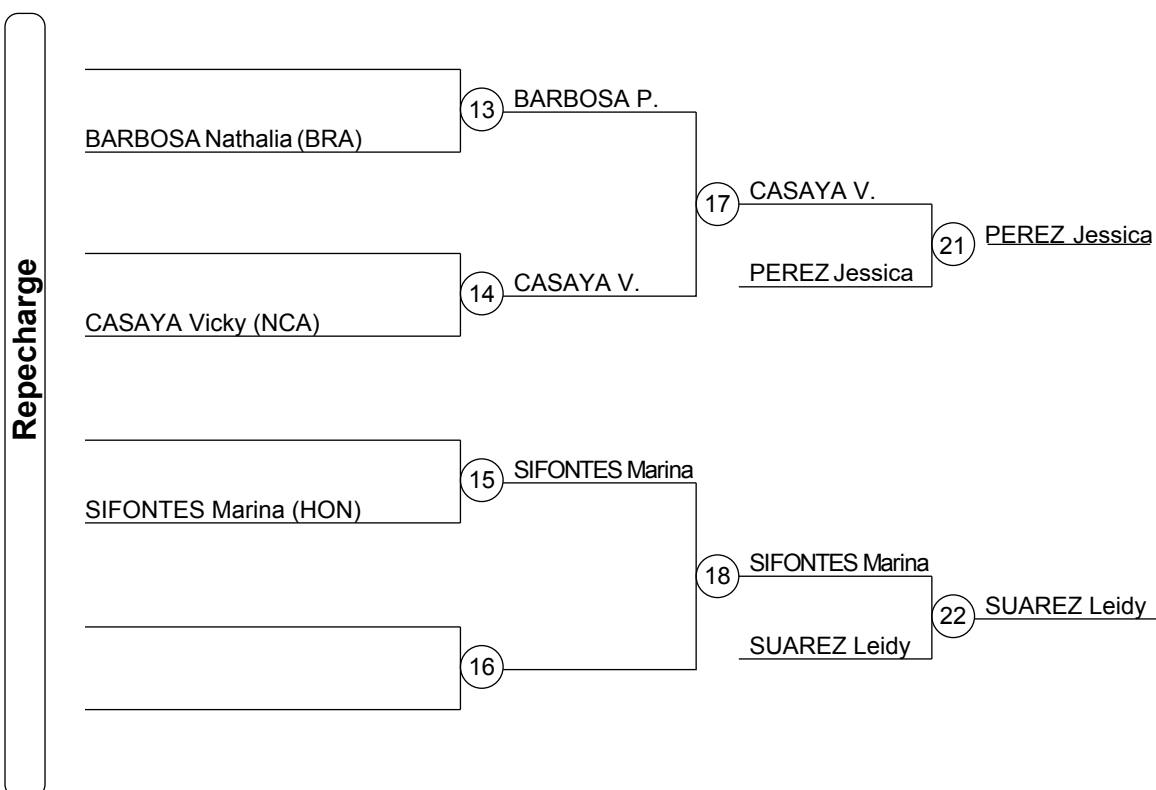 Repechage
13
BARBOSA P.
BARBOSA Nathalia (BRA)
17
CASAYA V.
21
PEREZ Jessica
PEREZ Jessica
14
CASAYA V.
CASAYA Vicky (NCA)
15
SIFONTES Marina
SIFONTES Marina (HON)
18
SIFONTES Marina
22
SUAREZ Leidy
SUAREZ Leidy
16